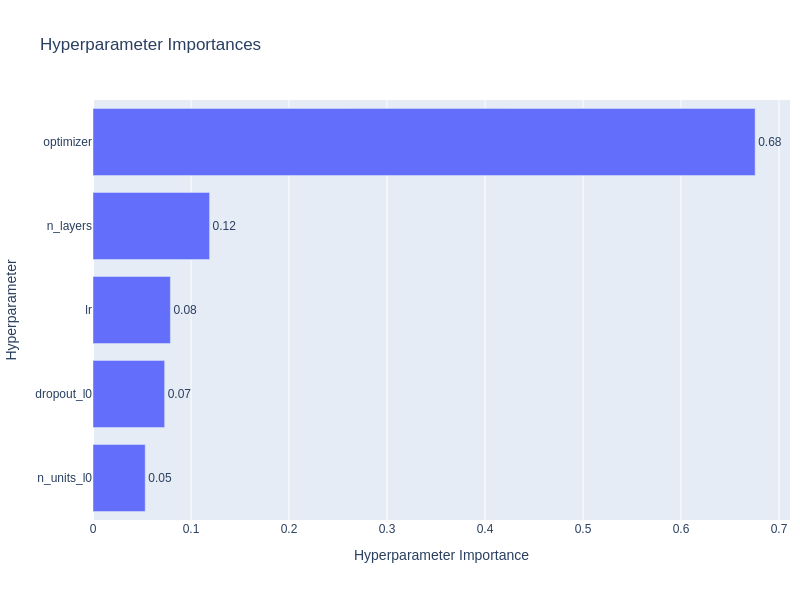 Hyperparameter Importances
Hyperparameter
optimizer
0.68
n_layers
0.12
lr
0.08
dropout_l0
0.07
n_units_l0
0.05
0 0.1 0.2 0.3 0.4 0.5 0.6 0.7
Hyperparameter Importance